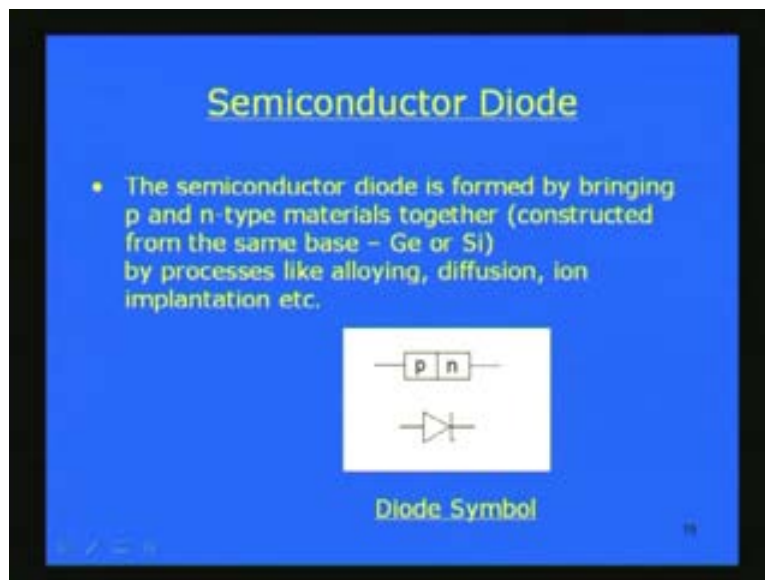 Semiconductor Diode
• The semiconductor diode is formed by bringing
p and n-type materials together (constructed
from the same base – Ge or Si)
by processes like alloying, diffusion, ion
implantation etc.
p n
Diode Symbol